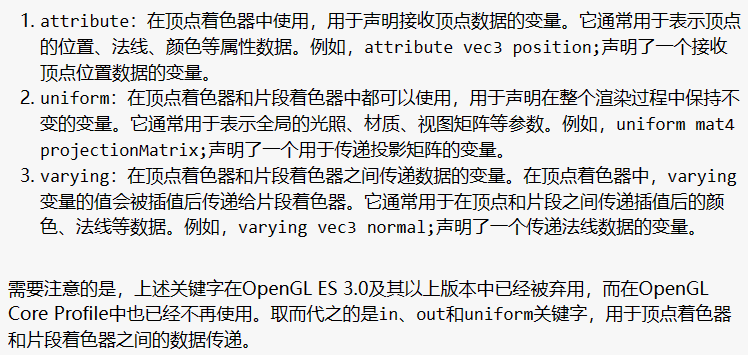 1. attribute：在顶点着色器中使用，用于声明接收顶点数据的变量。它通常用于表示顶点
的位置、法线、颜色等属性数据。例如，attribute vec3 position;声明了一个接收
顶点位置数据的变量。
2. uniform：在顶点着色器和片段着色器中都可以使用，用于声明在整个渲染过程中保持不
变的变量。它通常用于表示全局的光照、材质、视图矩阵等参数。例如，uniform mat4
projectionMatrix;声明了一个用于传递投影矩阵的变量。
3. varying：在顶点着色器和片段着色器之间传递数据的变量。在顶点着色器中，varying
变量的值会被插值后传递给片段着色器。它通常用于在顶点和片段之间传递插值后的颜
色、法线等数据。例如，varying vec3 normal;声明了一个传递法线数据的变量。
需要注意的是，上述关键字在OpenGL ES 3.0及其以上版本中已经被弃用，而在OpenGL
Core Profile中也已经不再使用。取而代之的是in、out和uniform关键字，用于顶点着色器
和片段着色器之间的数据传递。